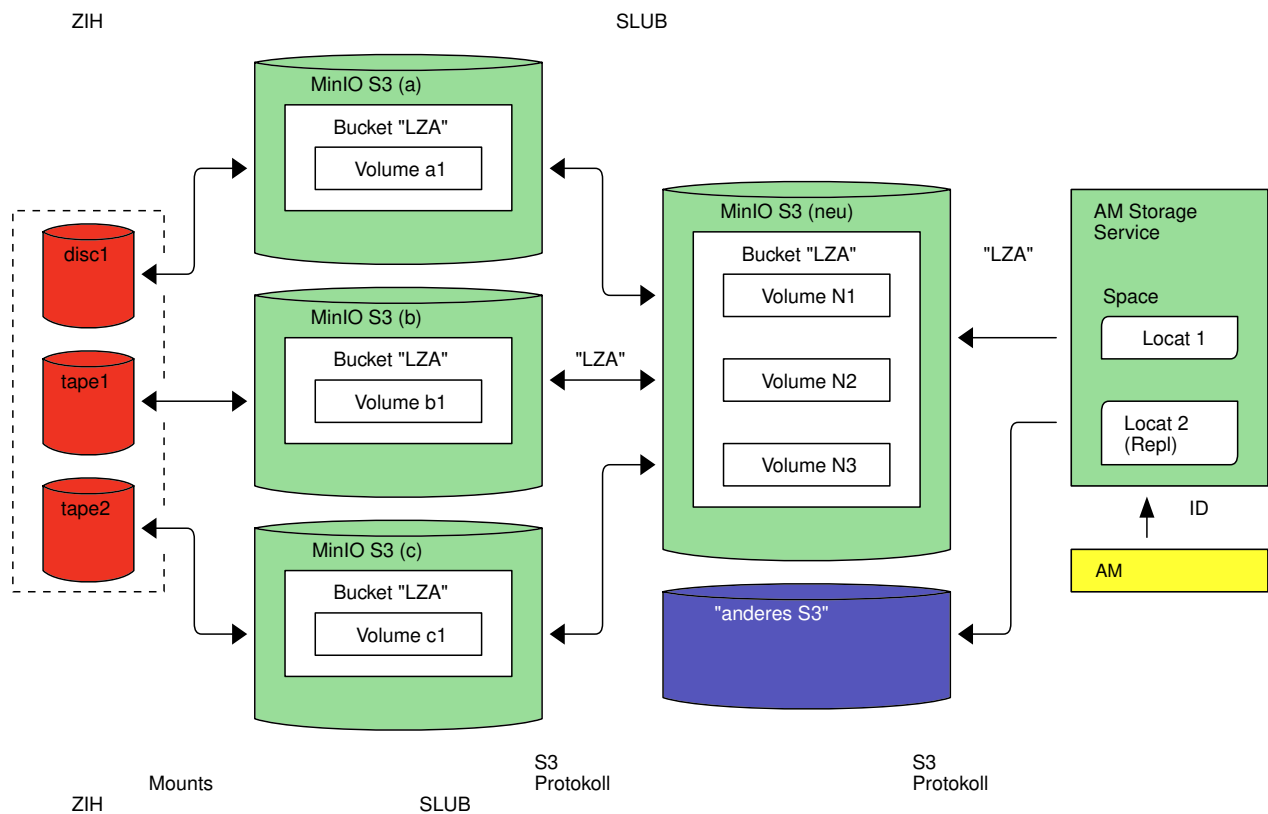 ZIH
SLUB
MinIO S3 (a)
Bucket "LZA"
Volume a1
disc1
tape1
tape2
MinIO S3 (b)
Bucket "LZA"
Volume b1
"LZA"
MinIO S3 (c)
Bucket "LZA"
Volume c1
MinIO S3 (neu)
Bucket "LZA"
Volume N1
Volume N2
Volume N3
"anderes S3"
"LZA"
AM Storage
Service
Space
Locat 1
Locat 2
(Repl)
ID
AM
Mounts
S3
Protokoll
S3
Protokoll
ZIH
SLUB